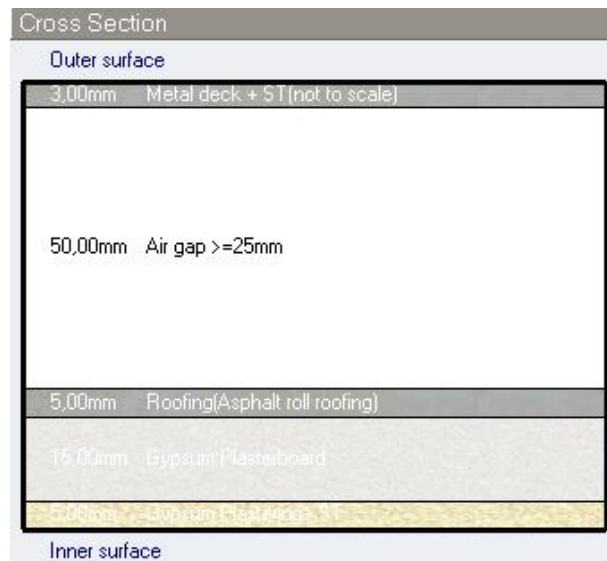 Cross Section
Outer surface
3,00mm Metal deck + ST(not to scale)
50,00mm Air gap >=25mm
5,00mm Roofing(Asphalt roll roofing)
15,00mm Gypsum Plasterboard
5,00mm Gypsum Plastering+ST
Inner surface